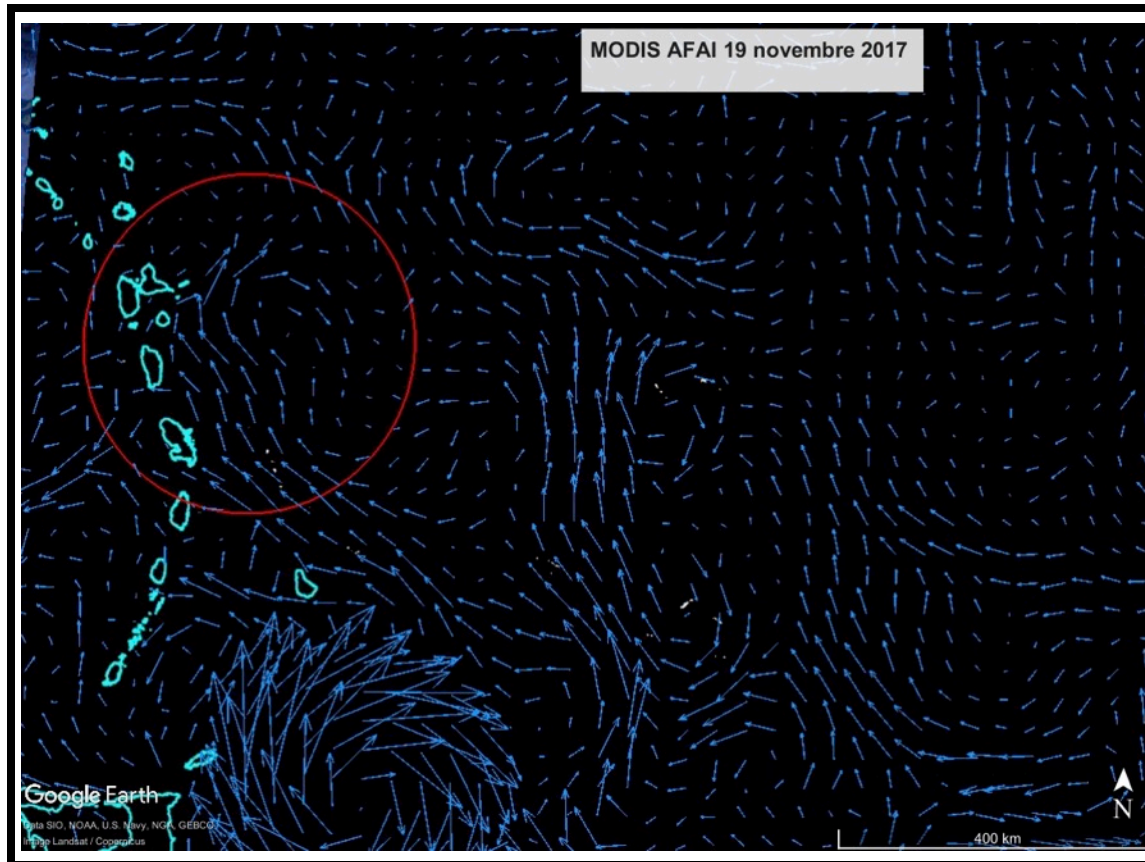 MODIS AFAI 19 novembre 2017
Google Earth
Data SIO, NOAA, U.S. Navy, NGA, GEBCO
Image Landsat / Copernicus
N
400 km